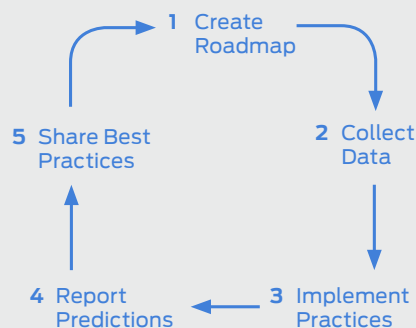 1 Create
Roadmap
2 Collect
Data
3 Implement
Practices
4 Report
Predictions
5 Share Best
Practices